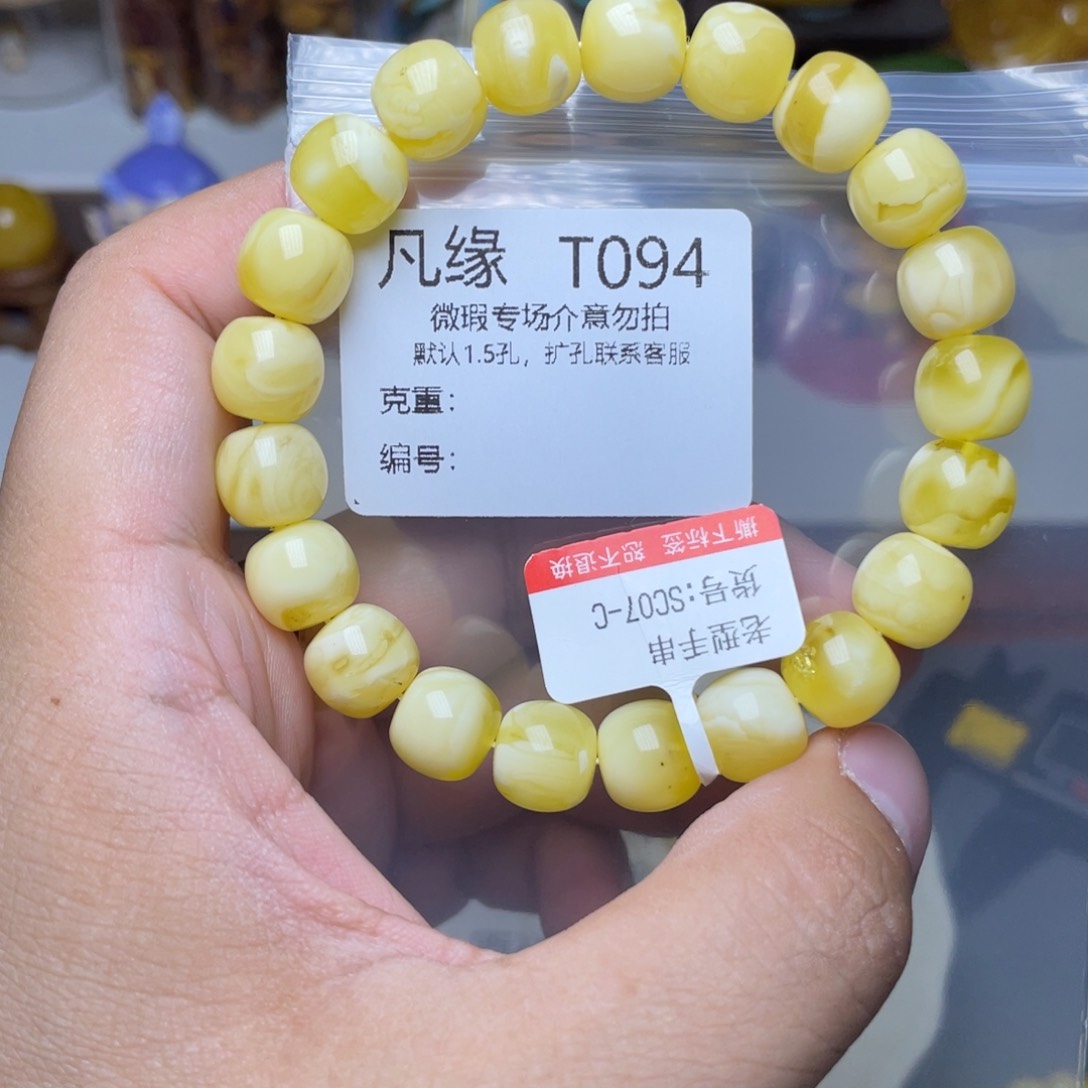 凡缘 T094
微瑕专场介意勿拍
默认1.5孔，扩孔联系客服
克重：
编号：
撕下标签 恕不退换
货号:SC07-C
老型手串